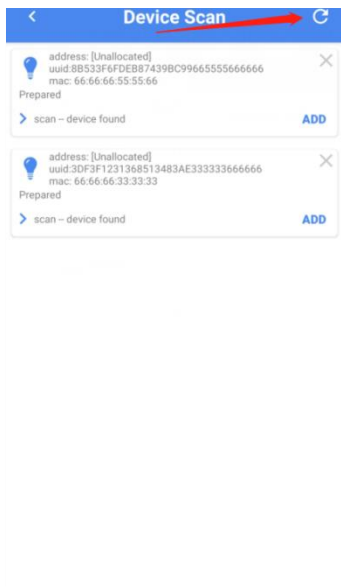 Device Scan
address: [Unallocated]
uuid:8B533F6FDEB87439BC99665555666666
mac: 66:66:66:55:55:66
Prepared
scan – device found
ADD
address: [Unallocated]
uuid:3DF3F1231368513483AE333333666666
mac: 66:66:66:33:33:33
Prepared
scan – device found
ADD